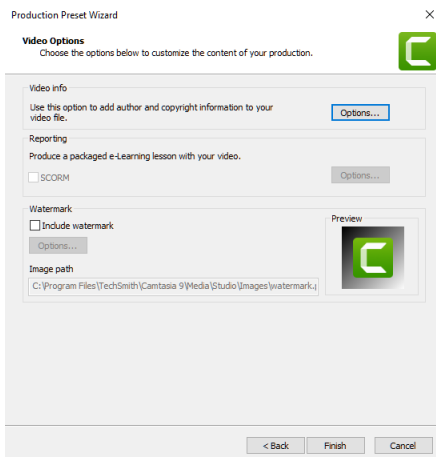 Production Preset Wizard
Video Options
Choose the options below to customize the content of your production.
Video info
Use this option to add author and copyright information to your
video file.
Options...
Reporting
Produce a packaged e-Learning lesson with your video.
SCORM
Options...
Watermark
Include watermark
Preview
Options...
Image path
C:\Program Files\TechSmith\Camtasia 9\Media\Studio\Images\watermark.p
< Back
Finish
Cancel